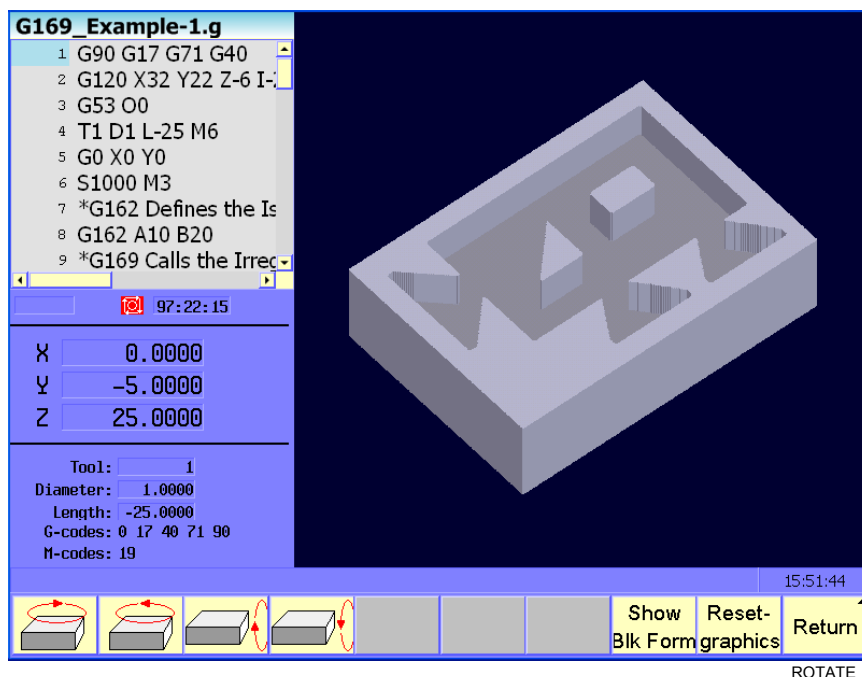 G169_Example-1.g
1 G90 G17 G71 G40
2 G120 X32 Y22 Z-6 I-
3 G53 O0
4 T1 D1 L-25 M6
5 G0 X0 Y0
6 S1000 M3
7 *G162 Defines the Is
8 G162 A10 B20
9 *G169 Calls the Irreg
97:22:15
X 0.0000
Y -5.0000
Z 25.0000
Tool: 1
Diameter: 1.0000
Length: -25.0000
G-codes: 0 17 40 71 90
M-codes: 19
15:51:44
Show Blk Form
Reset-graphics
Return
ROTATE